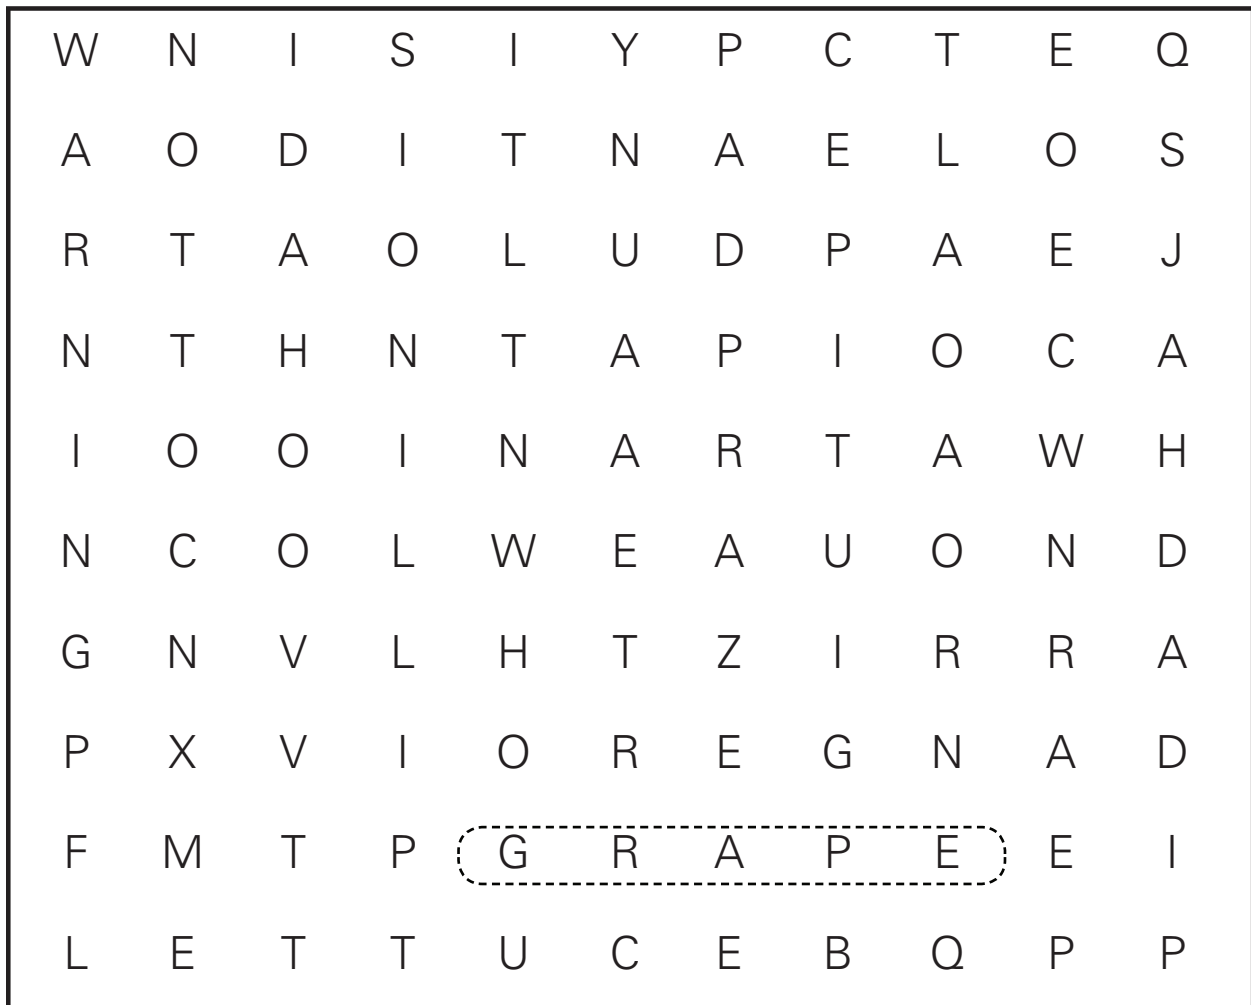 W N I S I Y P C T E Q
A O D I T N A E L O S
R T A O L U D P A E J
N T H N T A P I O C A
I O O I N A R T A W H
N C O L W E A U O N D
G N V L H T Z I R R A
P X V I O R E G N A D
F M T P G R A P E E I
L E T T U C E B Q P P